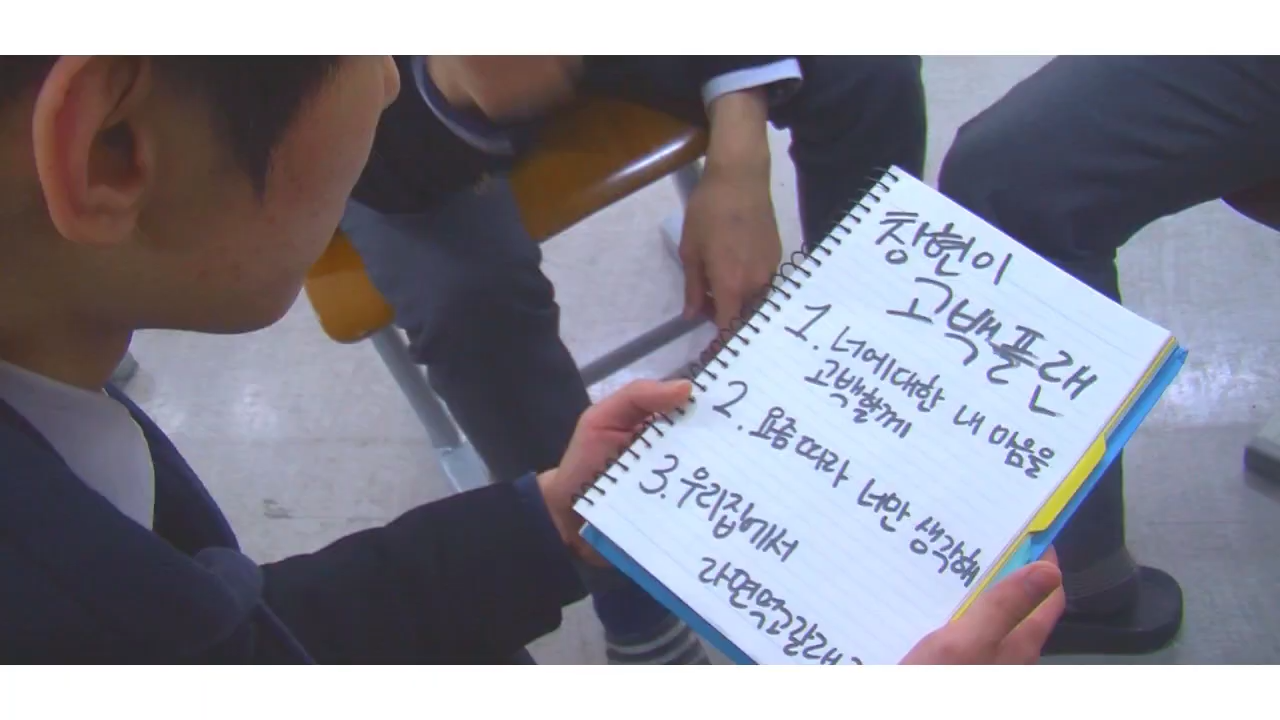 창현이
고백플랜
1. 너에대한 내 마음을
고백할께
2. 요즘따라 너만 생각해
3. 우리집에서
라면먹고갈래